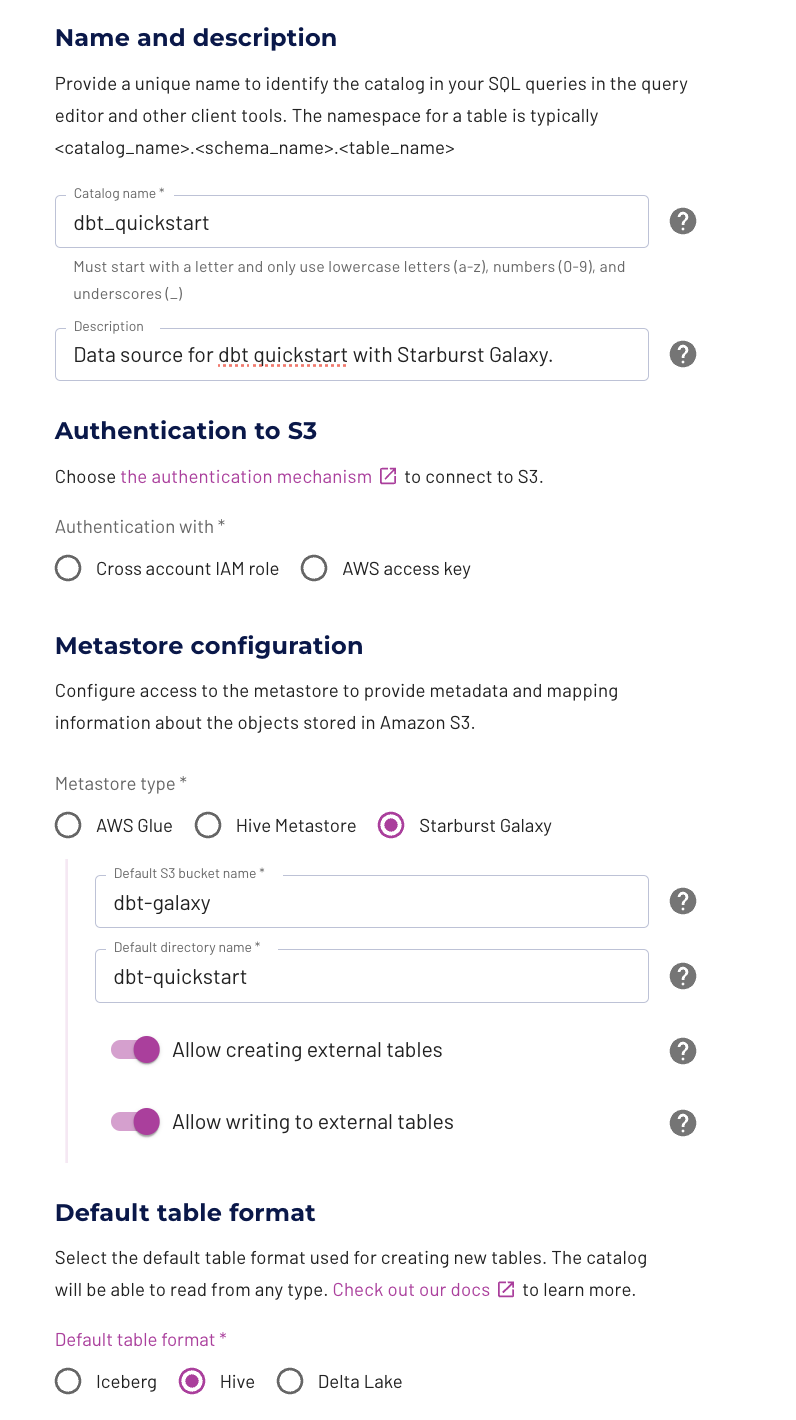 Name and description
Provide a unique name to identify the catalog in your SQL queries in the query
editor and other client tools. The namespace for a table is typically
<catalog_name>.<schema_name>.<table_name>
Catalog name *
dbt_quickstart
Must start with a letter and only use lowercase letters (a-z), numbers (0-9), and
underscores (_)
Description
Data source for dbt quickstart with Starburst Galaxy.
Authentication to S3
Choose the authentication mechanism to connect to S3.
Authentication with *
Cross account IAM role AWS access key
Metastore configuration
Configure access to the metastore to provide metadata and mapping
information about the objects stored in Amazon S3.
Metastore type *
AWS Glue Hive Metastore Starburst Galaxy
Default S3 bucket name *
dbt-galaxy
Default directory name *
dbt-quickstart
Allow creating external tables
Allow writing to external tables
Default table format
Select the default table format used for creating new tables. The catalog
will be able to read from any type. Check out our docs to learn more.
Default table format *
Iceberg Hive Delta Lake